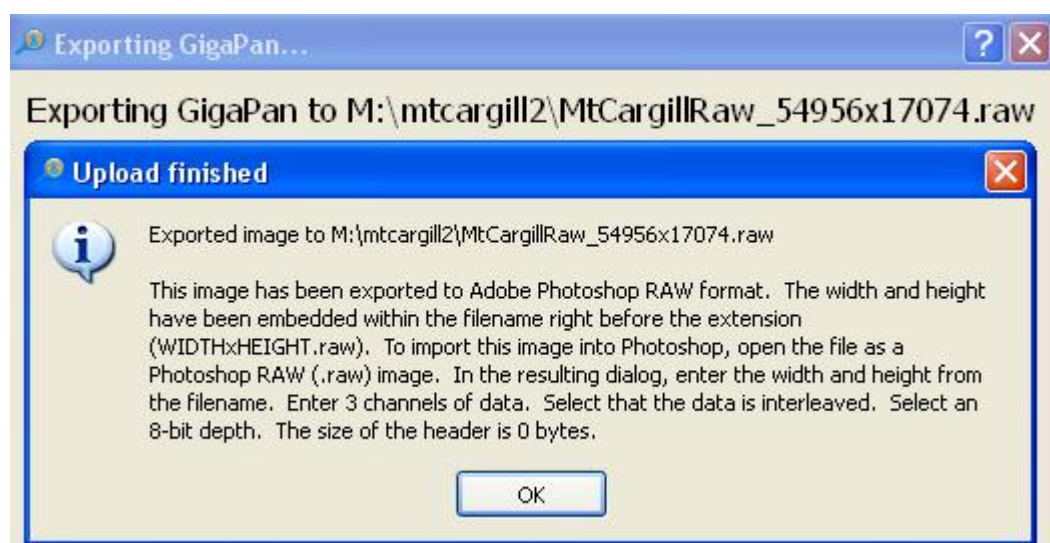 Exporting GigaPan...
Exporting GigaPan to M:\mtcargill2\MtCargillRaw_54956x17074.raw
Upload finished
Exported image to M:\mtcargill2\MtCargillRaw_54956x17074.raw
This image has been exported to Adobe Photoshop RAW format.  The width and height
have been embedded within the filename right before the extension
(WIDTHxHEIGHT.raw).  To import this image into Photoshop, open the file as a
Photoshop RAW (.raw) image.  In the resulting dialog, enter the width and height from
the filename.  Enter 3 channels of data.  Select that the data is interleaved.  Select an
8-bit depth.  The size of the header is 0 bytes.
OK